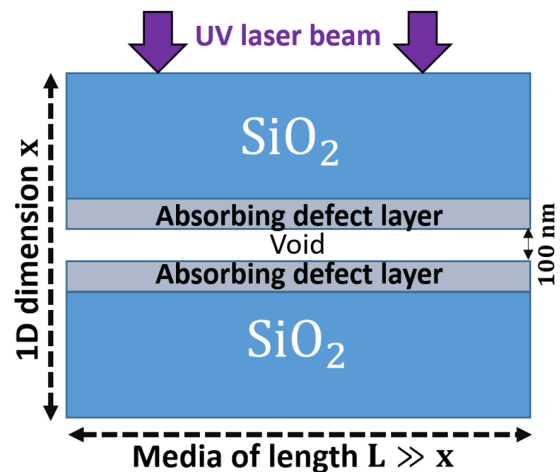 UV laser beam
SiO₂
Absorbing defect layer
Void
Absorbing defect layer
SiO₂
1D dimension x
100 nm
Media of length L ≫ x